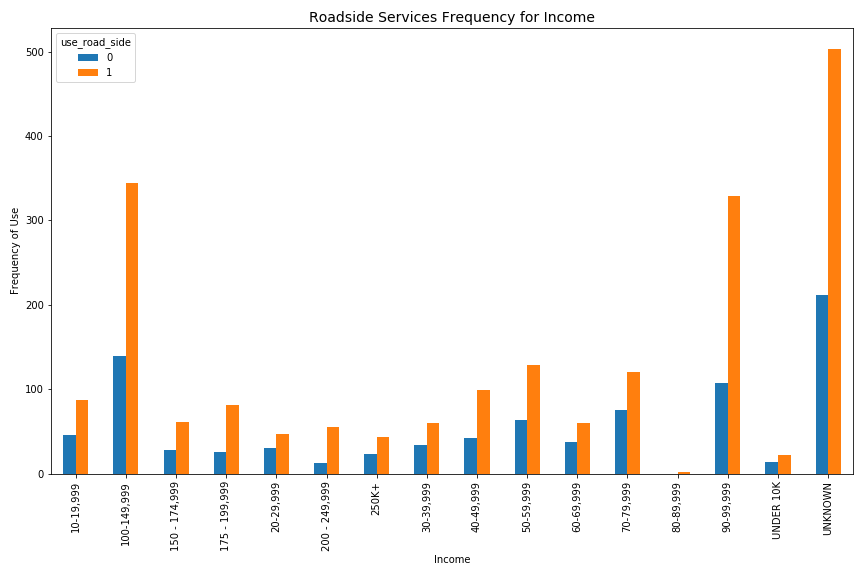 Roadside Services Frequency for Income
use_road_side
0
1
500
400
300
200
100
0
Frequency of Use
10-19,999
100-149,999
150 - 174,999
175 - 199,999
20-29,999
200 - 249,999
250K+
30-39,999
40-49,999
50-59,999
60-69,999
70-79,999
80-89,999
90-99,999
UNDER 10K
UNKNOWN
Income